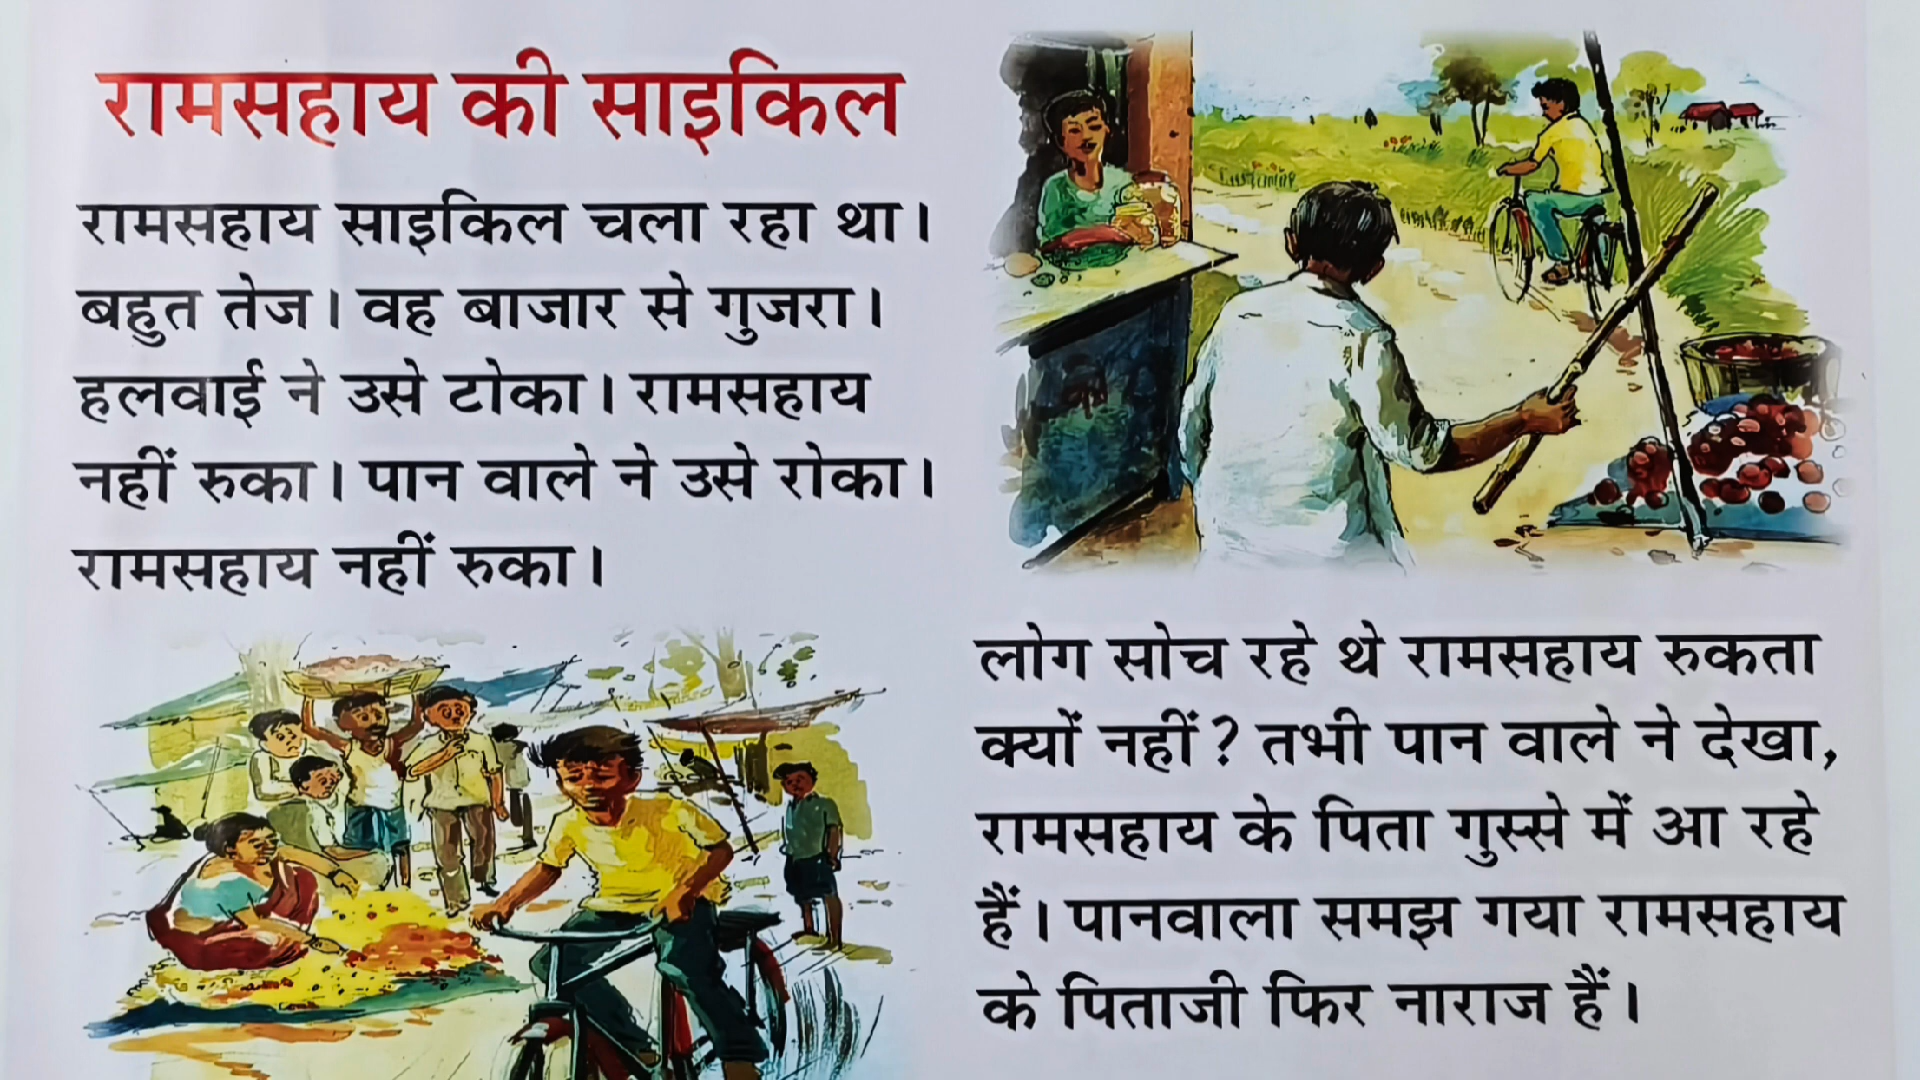 रामसहाय की साइकिल
रामसहाय साइकिल चला रहा था।
बहुत तेज। वह बाजार से गुजरा।
हलवाई ने उसे टोका। रामसहाय
नहीं रुका। पान वाले ने उसे रोका।
रामसहाय नहीं रुका।
लोग सोच रहे थे रामसहाय रुकता
क्यों नहीं? तभी पान वाले ने देखा,
रामसहाय के पिता गुस्से में आ रहे
हैं। पानवाला समझ गया रामसहाय
के पिताजी फिर नाराज हैं।